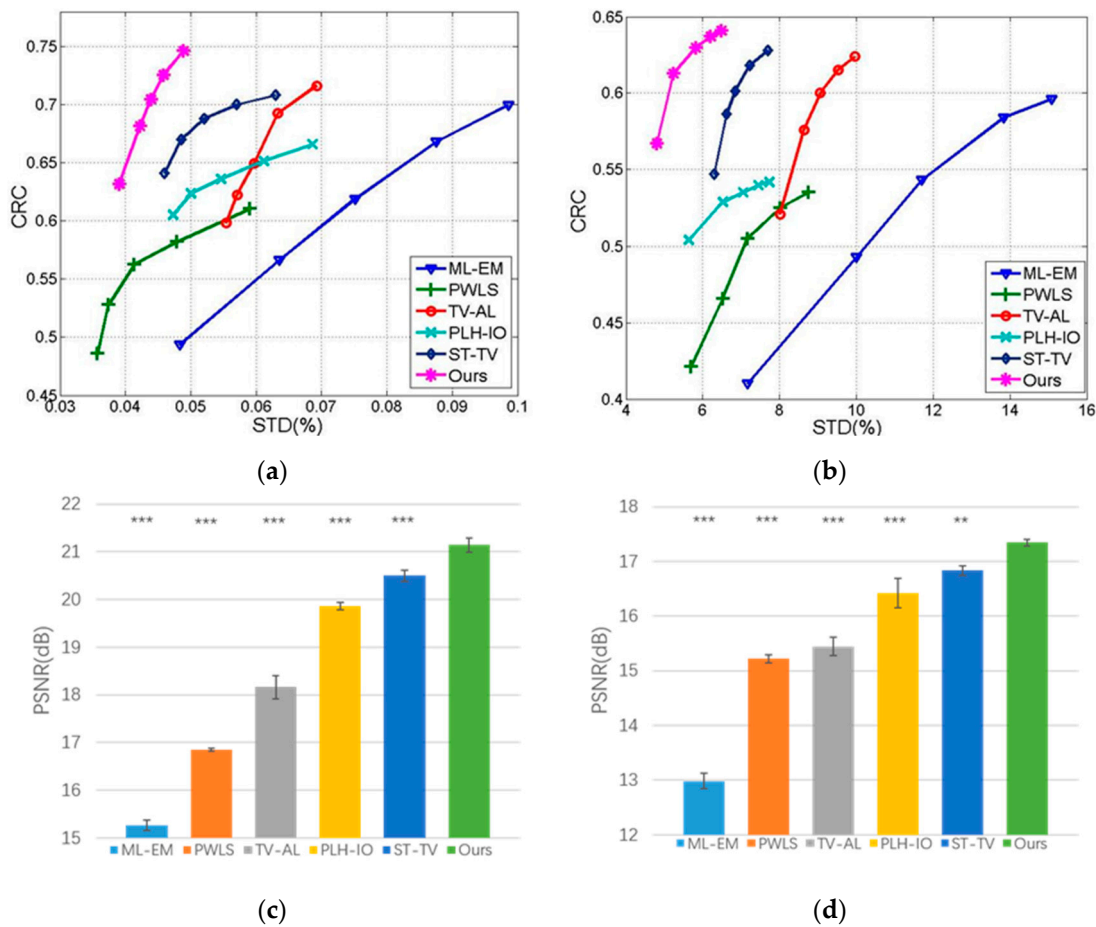 0.75
0.7
0.65
0.6
0.55
0.5
0.45
CRC
0.03 0.04 0.05 0.06 0.07 0.08 0.09 0.1
STD(%)
ML-EM
PWLS
TV-AL
PLH-IO
ST-TV
Ours
(a)
0.65
0.6
0.55
0.5
0.45
0.4
CRC
4 6 8 10 12 14 16
STD(%)
ML-EM
PWLS
TV-AL
PLH-IO
ST-TV
Ours
(b)
22
21
20
19
18
17
16
15
PSNR(dB)
*** *** *** *** ***
ML-EM PWLS TV-AL PLH-IO ST-TV Ours
(c)
18
17
16
15
14
13
12
PSNR(dB)
*** *** *** *** **
ML-EM PWLS TV-AL PLH-IO ST-TV Ours
(d)